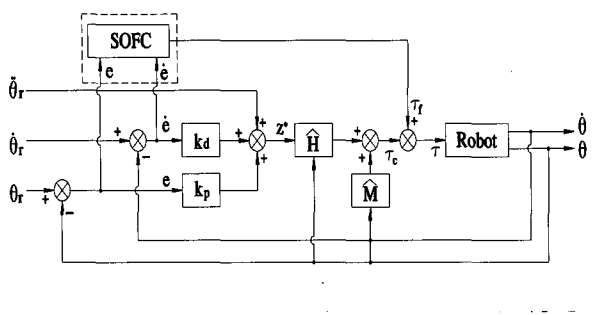 SOFC
e
ė
θ̈r
τf
θ̇r
+
−
ė
kd
+
+
+
z*
Ĥ
+
+
τc
+
+
τ
Robot
θ̇
θ
θr
+
−
e
kp
M̂